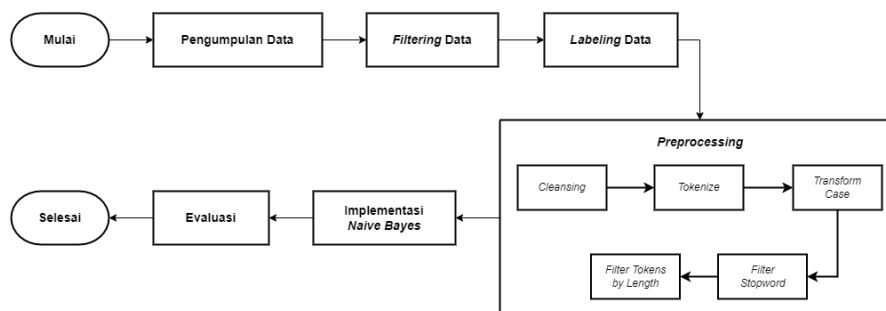 Mulai
Pengumpulan Data
Filtering Data
Labeling Data
Preprocessing
Cleansing
Tokenize
Transform
Case
Filter
Stopword
Filter Tokens
by Length
Implementasi
Naive Bayes
Evaluasi
Selesai